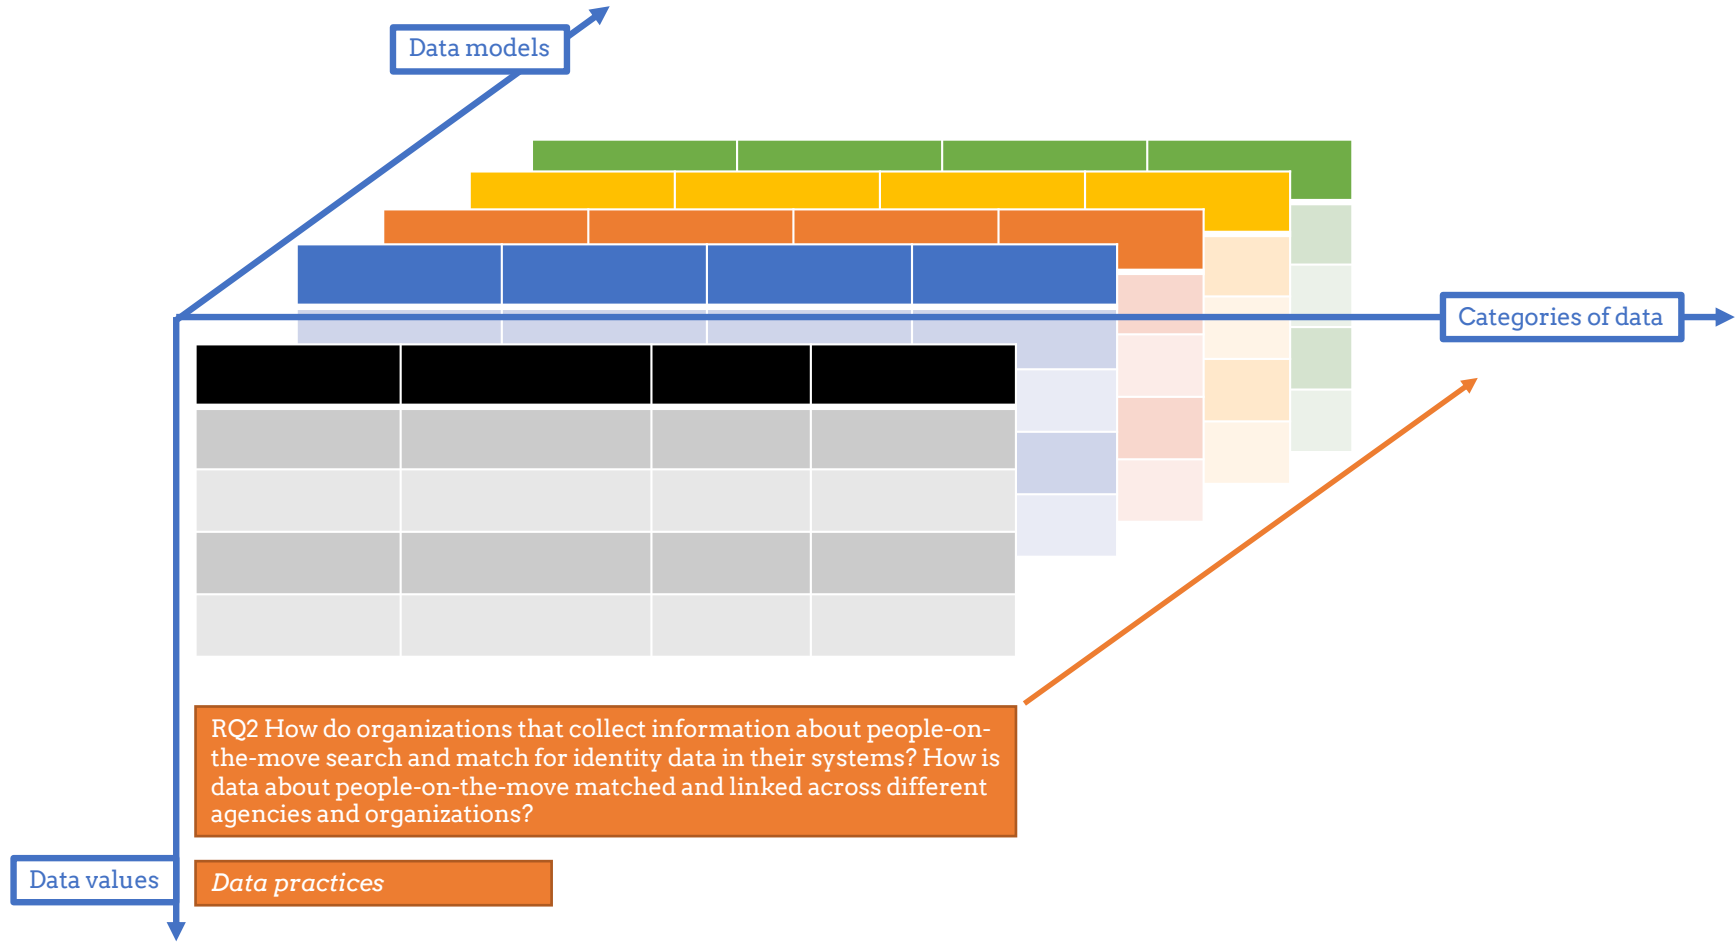 Data models
Categories of data
RQ2 How do organizations that collect information about people-on-
the-move search and match for identity data in their systems? How is
data about people-on-the-move matched and linked across different
agencies and organizations?
Data values
Data practices